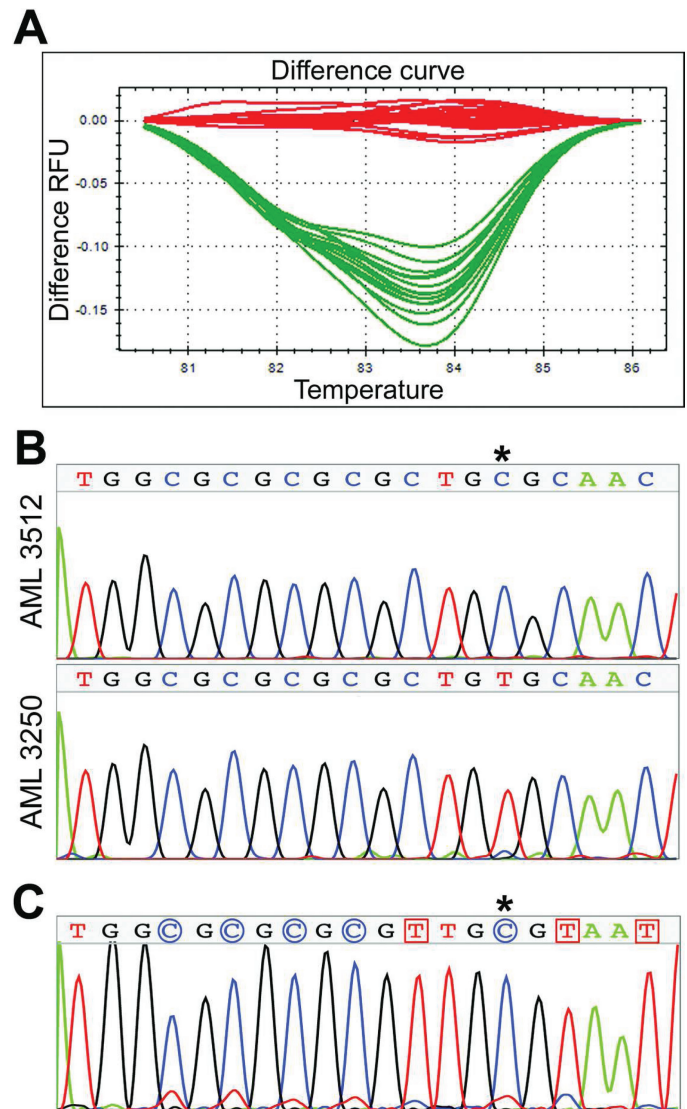 A
Difference curve
Difference RFU
0.00
-0.05
-0.10
-0.15
81 82 83 84 85 86
Temperature
B
*
AML 3512
T G G C G C G C G C G C T G C G C A A C
AML 3250
T G G C G C G C G C G C T G T G C A A C
C
*
T G G C G C G C G C G T T G C G T A A T